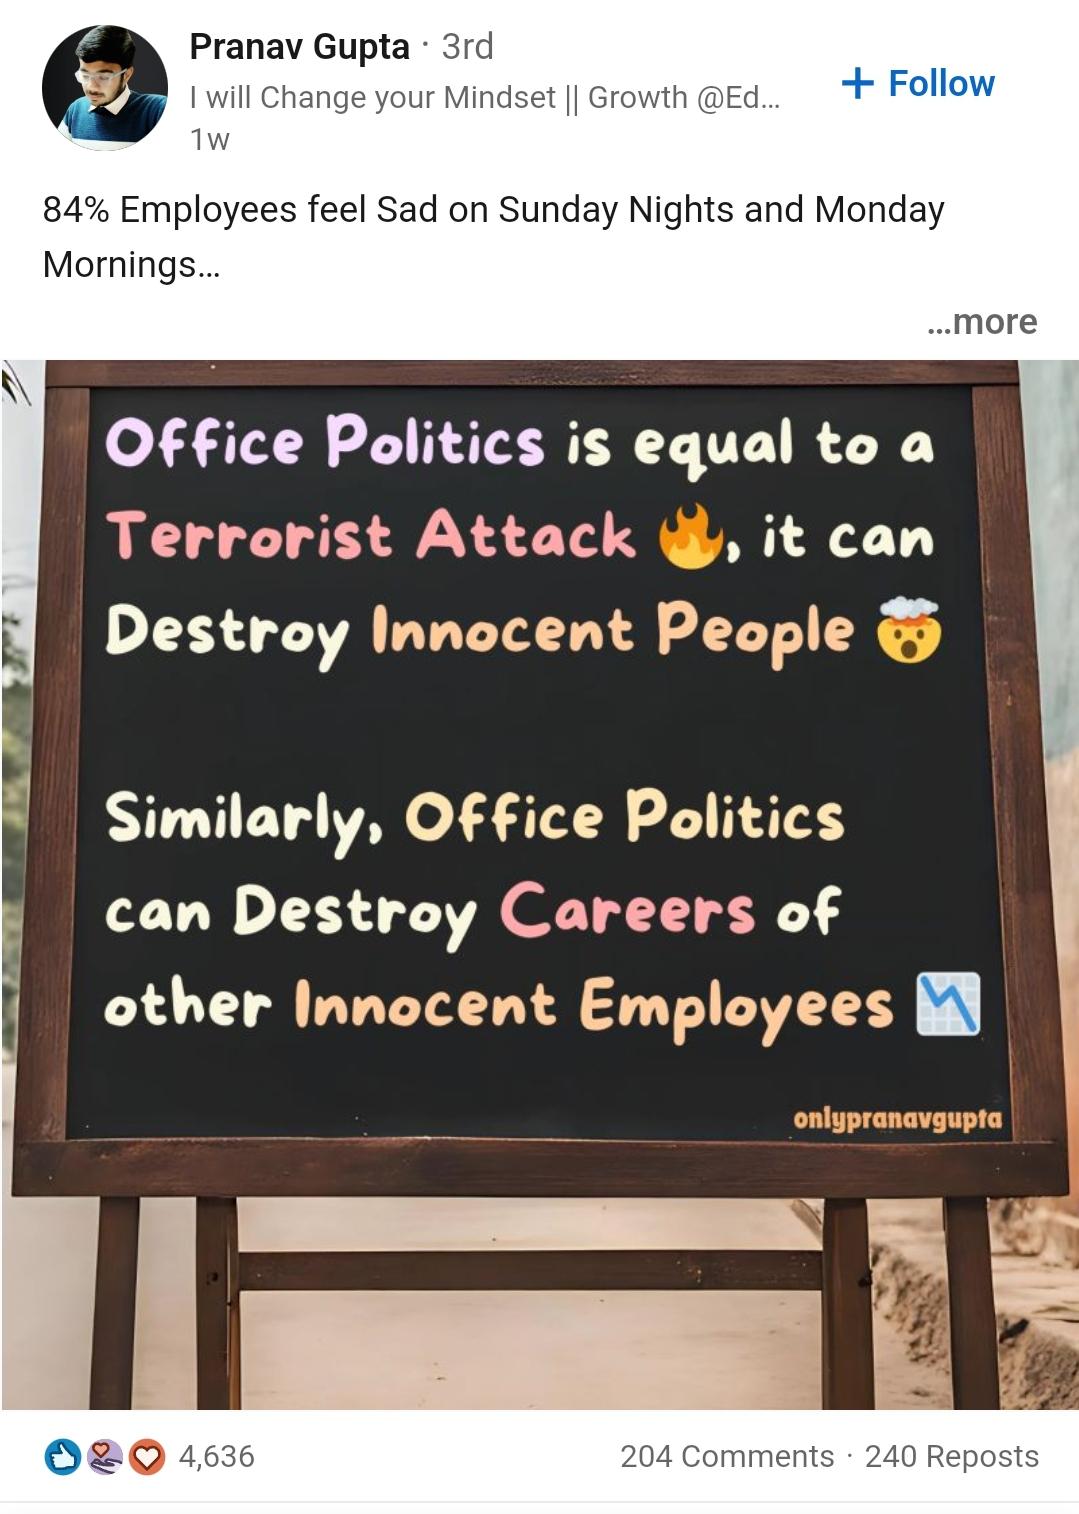 Pranav Gupta · 3rd
I will Change your Mindset || Growth @Ed...
1w
+ Follow
84% Employees feel Sad on Sunday Nights and Monday
Mornings...
...more
Office Politics is equal to a
Terrorist Attack 🔥, it can
Destroy Innocent People 🤯
Similarly, Office Politics
can Destroy Careers of
other Innocent Employees 📉
onlypranavgupta
4,636
204 Comments · 240 Reposts